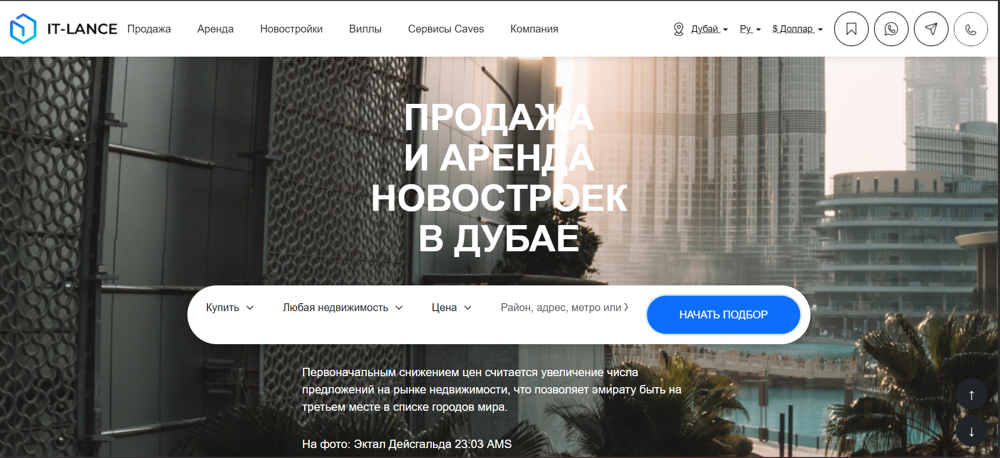 IT-LANCE
Продажа
Аренда
Новостройки
Виллы
Сервисы Caves
Компания
Дубай
Ру
$ Доллар
ПРОДАЖА
И АРЕНДА
НОВОСТРОЕК
В ДУБАЕ
Купить
Любая недвижимость
Цена
Район, адрес, метро или
НАЧАТЬ ПОДБОР
Первоначальным снижением цен считается увеличение числа
предложений на рынке недвижимости, что позволяет эмирату быть на
третьем месте в списке городов мира.
На фото: Эктал Дейсгальда 23:03 AMS
↑
↓